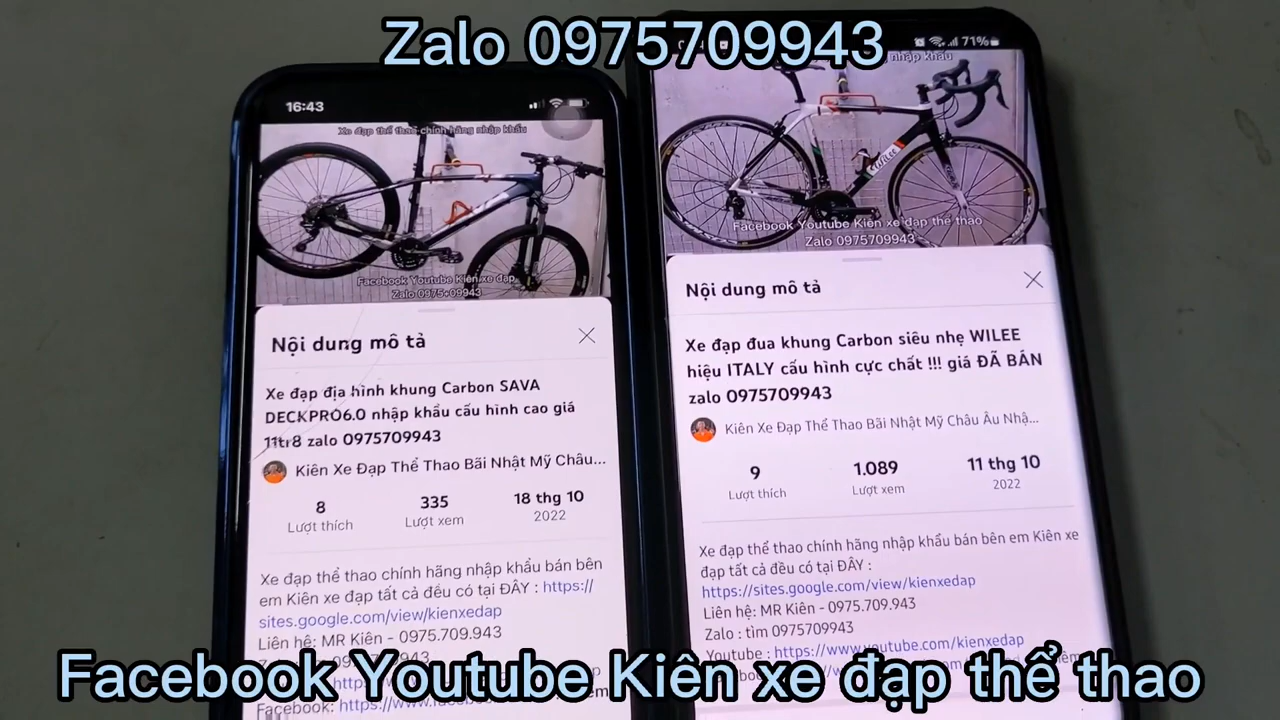 Zalo 0975709943
16:43
Xe đạp thể thao chính hãng nhập khẩu
Facebook Youtube Kiên xe đạp
Nội dung mô tả
Xe đạp địa hình khung Carbon SAVA
DECKPRO6.0 nhập khẩu cấu hình cao giá
11tr8 zalo 0975709943
Kiên Xe Đạp Thể Thao Bãi Nhật Mỹ Châu...
8
335
18 thg 10
Lượt thích
Lượt xem
2022
Xe đạp thể thao chính hãng nhập khẩu bán bên
em Kiên xe đạp tất cả đều có tại ĐÂY : https://
sites.google.com/view/kienxedap
Liên hệ: MR Kiên - 0975.709.943
Facebook: https://www.
71%
nhập khẩu
WILEE
Facebook Youtube Kiên xe đạp thể thao
Zalo 0975709943
Nội dung mô tả
Xe đạp đua khung Carbon siêu nhẹ WILEE
hiệu ITALY cấu hình cực chất !!! giá ĐÃ BÁN
zalo 0975709943
Kiên Xe Đạp Thể Thao Bãi Nhật Mỹ Châu Âu Nhậ...
9
1.089
11 thg 10
Lượt thích
Lượt xem
2022
Xe đạp thể thao chính hãng nhập khẩu bán bên em Kiên xe
đạp tất cả đều có tại ĐÂY :
https://sites.google.com/view/kienxedap
Liên hệ: MR Kiên - 0975.709.943
Zalo : tìm 0975709943
Youtube : https://www.youtube.com/kienxedap
Facebook Youtube Kiên xe đạp thể thao